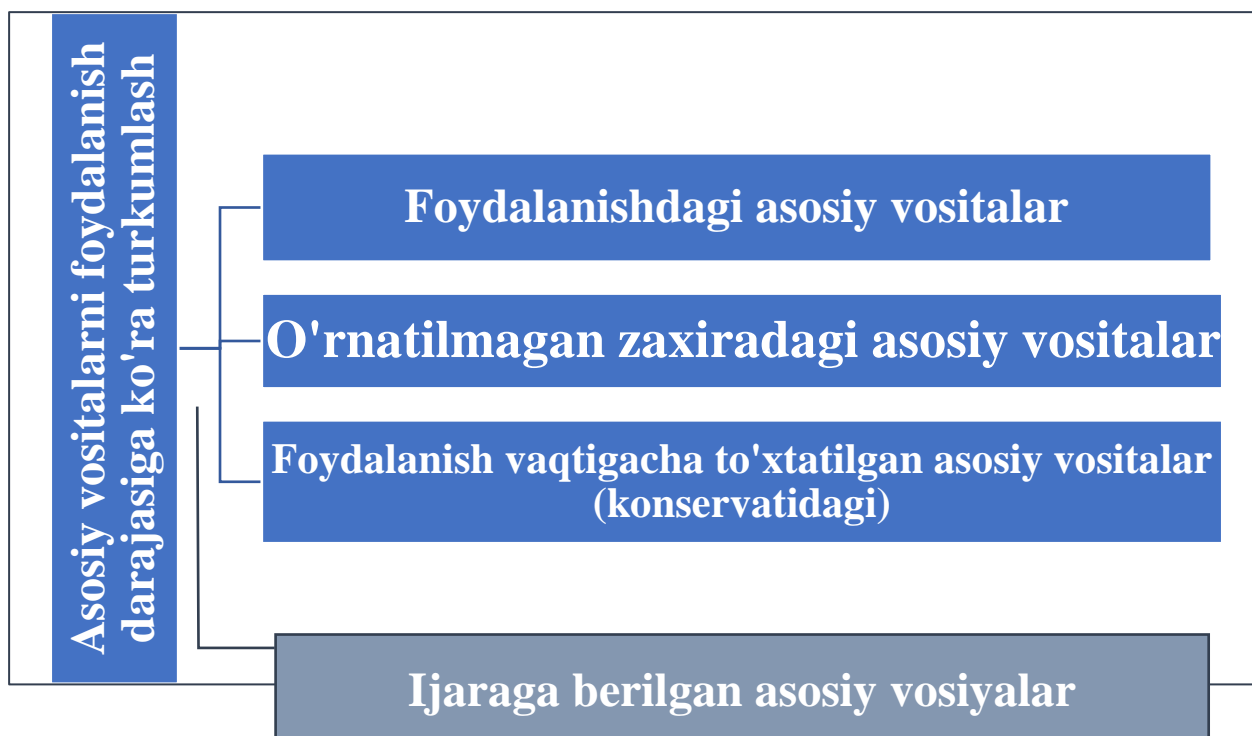 Asosiy vositalarni foydalanish
darajasiga ko'ra turkumlash
Foydalanishdagi asosiy vositalar
O'rnatilmagan zaxiradagi asosiy vositalar
Foydalanish vaqtigacha to'xtatilgan asosiy vositalar
(konservatidagi)
Ijaraga berilgan asosiy vosiyalar